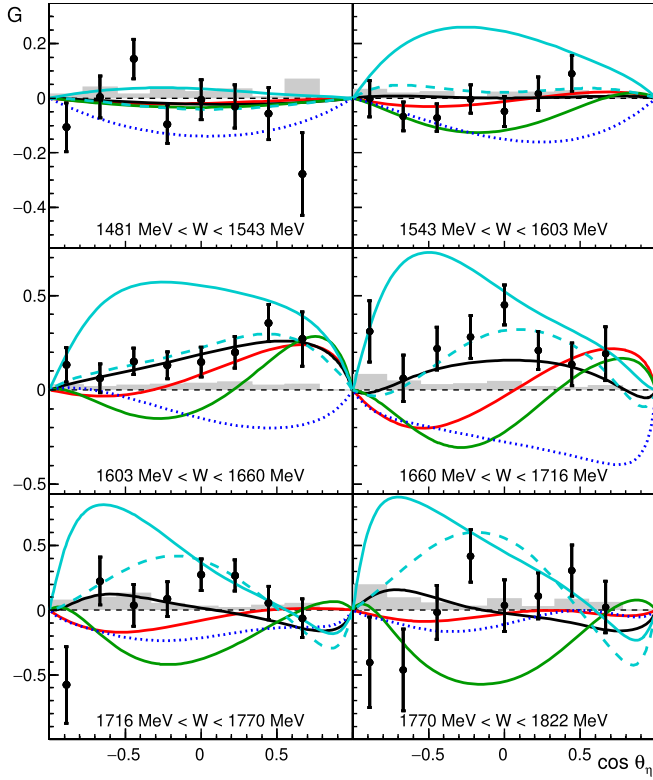 G
0.2
0
−0.2
−0.4
1481 MeV < W < 1543 MeV
1543 MeV < W < 1603 MeV
0.5
0
−0.5
1603 MeV < W < 1660 MeV
1660 MeV < W < 1716 MeV
0.5
0
−0.5
1716 MeV < W < 1770 MeV
1770 MeV < W < 1822 MeV
−0.5 0 0.5 −0.5 0 0.5 cos θη